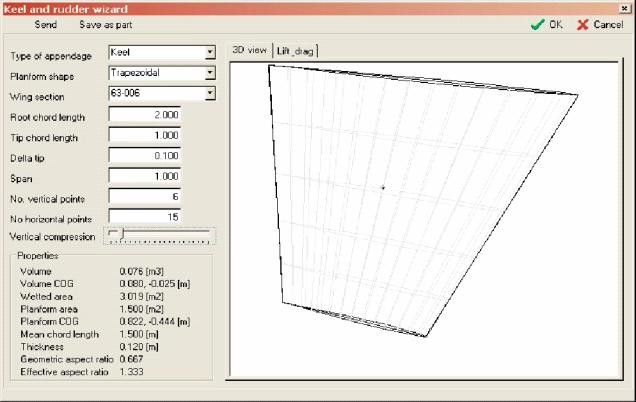 Keel and rudder wizard
Send Save as part OK Cancel
Type of appendage Keel
Planform shape Trapezoidal
Wing section 63-006
Root chord length 2.000
Tip chord length 1.000
Delta tip 0.100
Span 1.000
No. vertical points 6
No horizontal points 15
Vertical compression
Properties
Volume 0.076 [m3]
Volume COG 0.080, -0.025 [m]
Wetted area 3.019 [m2]
Planform area 1.500 [m2]
Planform COG 0.822, -0.444 [m]
Mean chord length 1.500 [m]
Thickness 0.120 [m]
Geometric aspect ratio 0.667
Effective aspect ratio 1.333
3D view Lift_drag